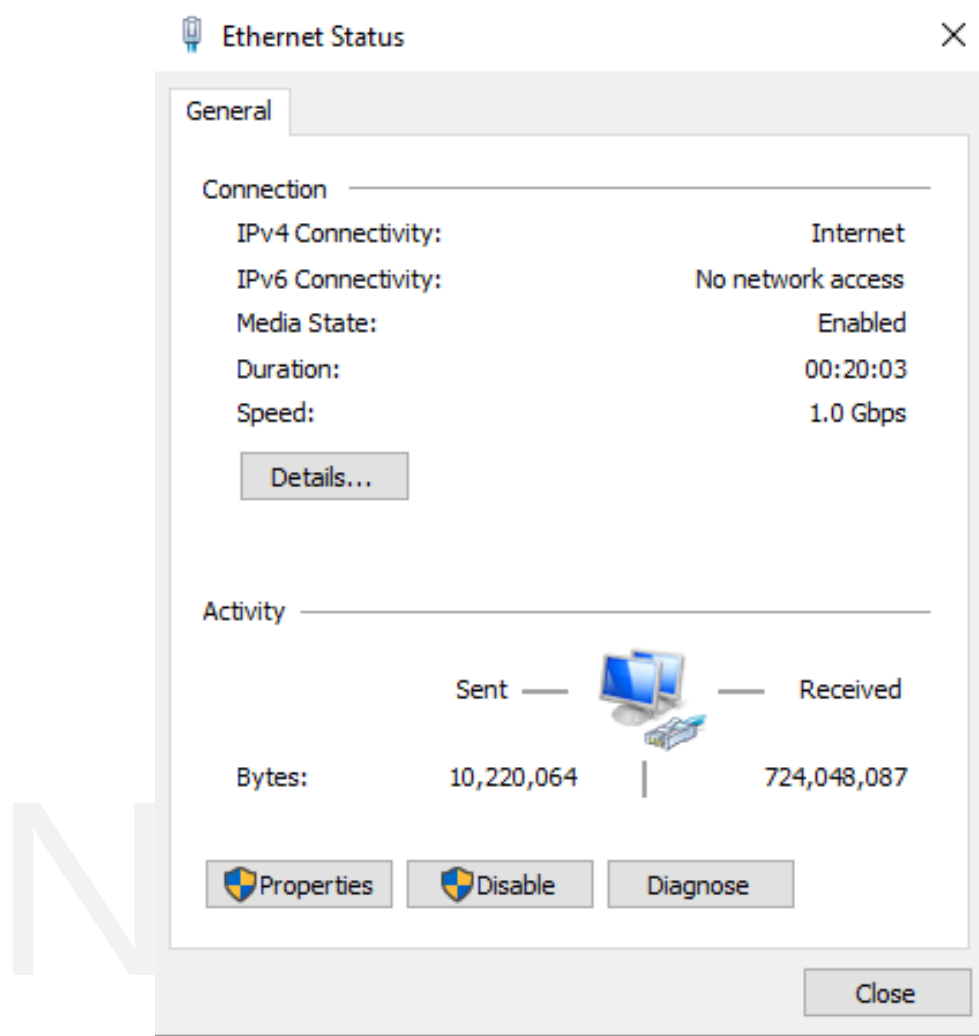 Ethernet Status
General
Connection
IPv4 Connectivity: Internet
IPv6 Connectivity: No network access
Media State: Enabled
Duration: 00:20:03
Speed: 1.0 Gbps
Details...
Activity
Sent Received
Bytes: 10,220,064 724,048,087
Properties Disable Diagnose
N
Close